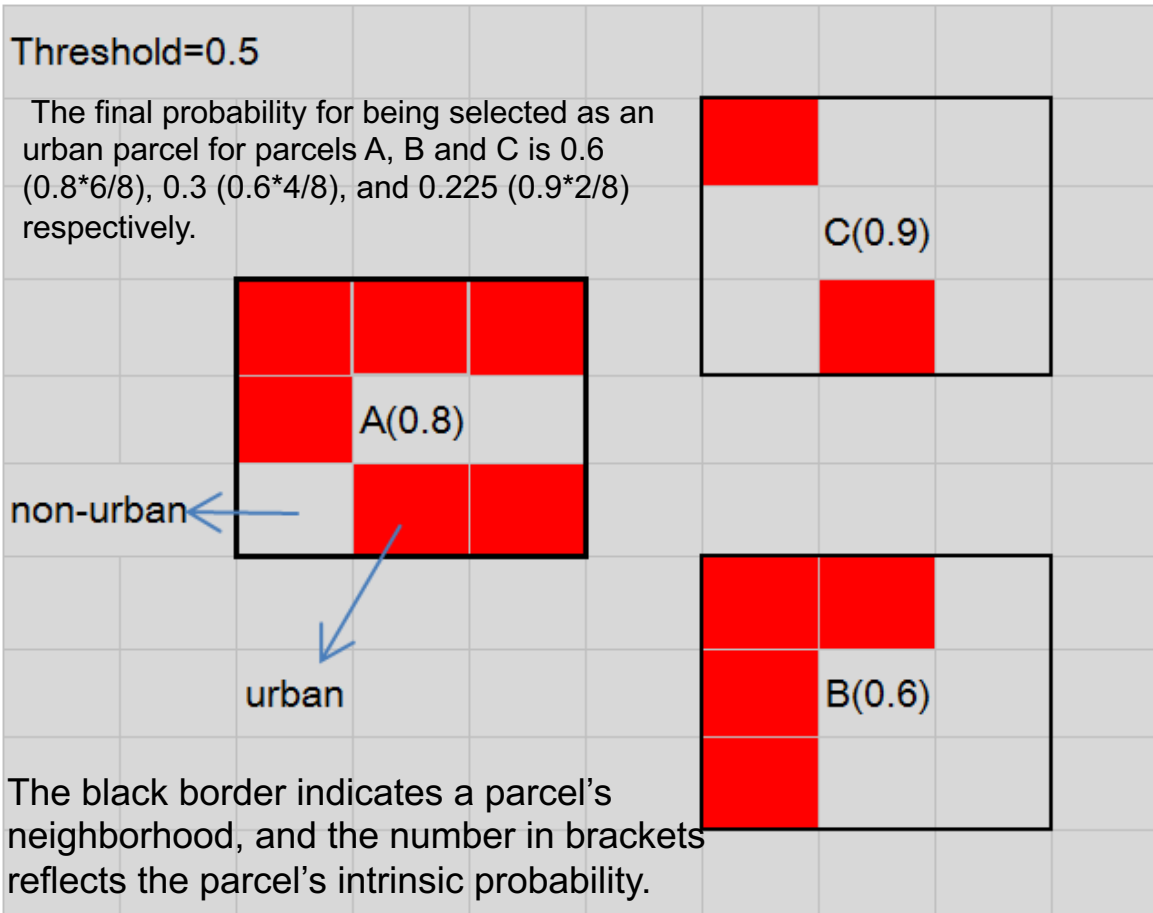 Threshold=0.5
The final probability for being selected as an
urban parcel for parcels A, B and C is 0.6
(0.8*6/8), 0.3 (0.6*4/8), and 0.225 (0.9*2/8)
respectively.
C(0.9)
A(0.8)
non-urban
urban
B(0.6)
The black border indicates a parcel’s
neighborhood, and the number in brackets
reflects the parcel’s intrinsic probability.